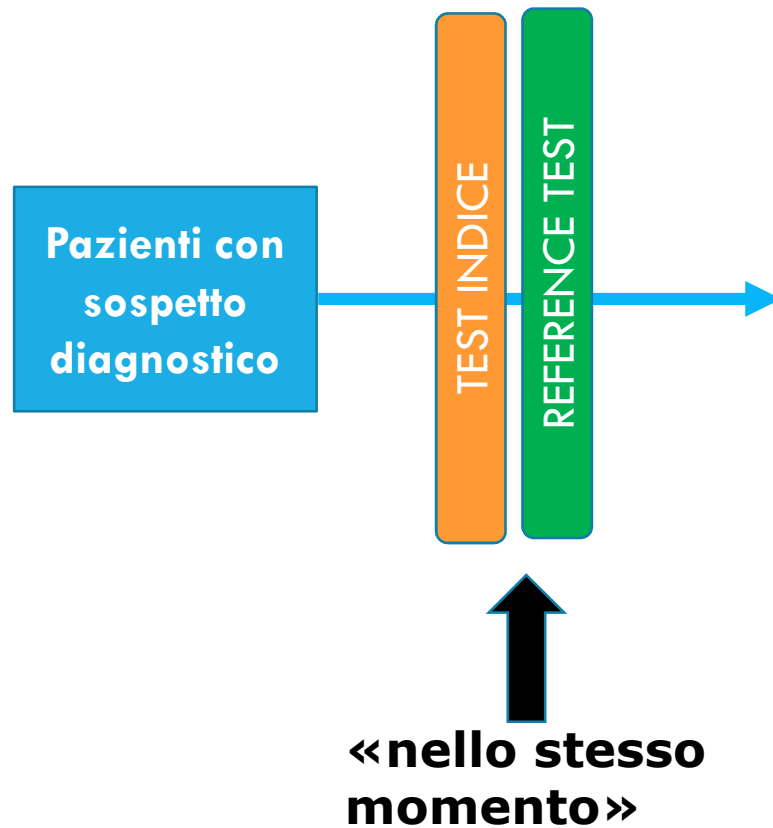 Pazienti con
sospetto
diagnostico
TEST INDICE
REFERENCE TEST
«nello stesso
momento»